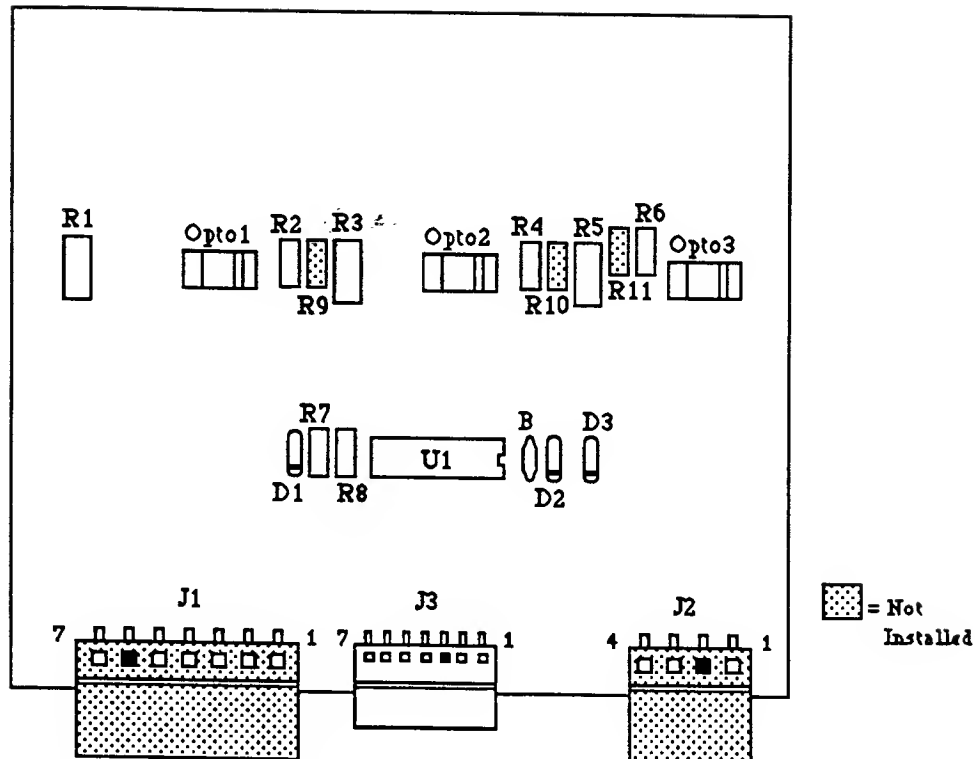 R1 Opto1 R2 R3 Opto2 R4 R5 R6 Opto3
R9 R10 R11
R7 B D3
U1
D1 R8 D2
J1 J3 J2
7 1 7 1 4 1
= Not
Installed